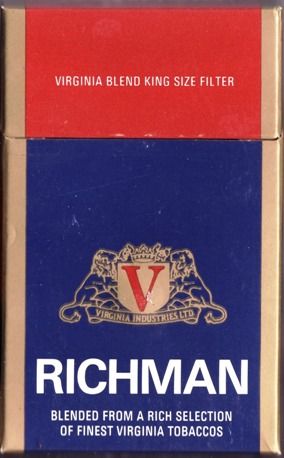 VIRGINIA BLEND KING SIZE FILTER
V
VIRGINIA INDUSTRIES LTD.
RICHMAN
BLENDED FROM A RICH SELECTION
OF FINEST VIRGINIA TOBACCOS